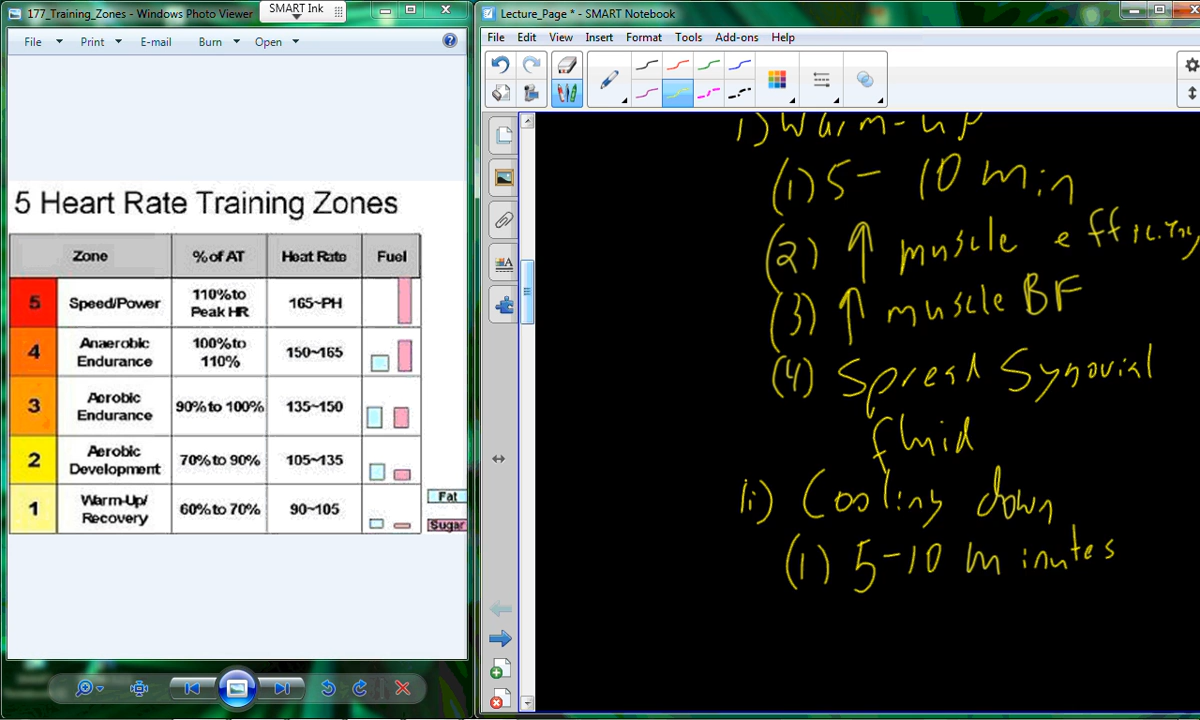 177_Training_Zones - Windows Photo Viewer
SMART Ink
File Print E-mail Burn Open
5 Heart Rate Training Zones
Zone % of AT Heat Rate Fuel
5 Speed/Power 110% to Peak HR 165~PH
4 Anaerobic Endurance 100% to 110% 150~165
3 Aerobic Endurance 90% to 100% 135~150
2 Aerobic Development 70% to 90% 105~135
1 Warm-Up/ Recovery 60% to 70% 90~105
Fat
Sugar
Lecture_Page * - SMART Notebook
File Edit View Insert Format Tools Add-ons Help
i) Warm-up
(1) 5- 10 min
(2) ↑ muscle
(3) ↑ muscle BF
(4) Spread Synovial
fluid
ii) Cooling down
(1) 5-10 minutes